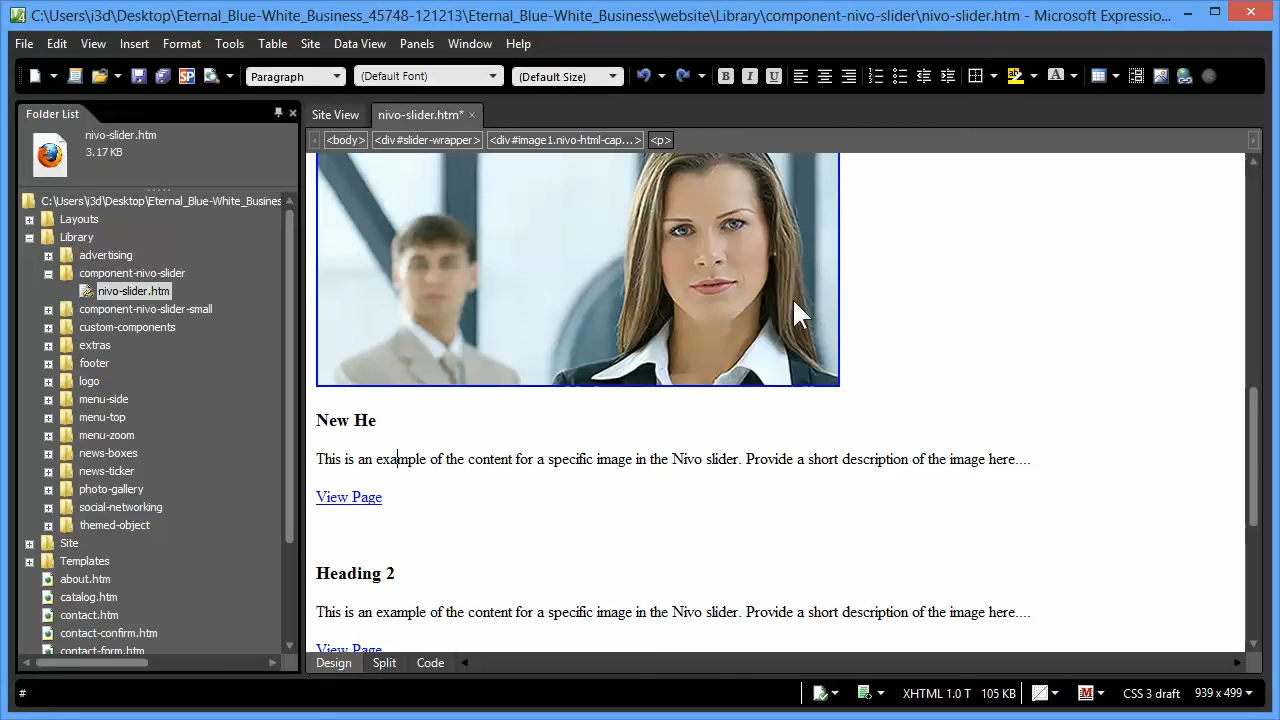 C:\Users\i3d\Desktop\Eternal_Blue-White_Business_45748-121213\Eternal_Blue-White_Business\website\Library\component-nivo-slider\nivo-slider.htm - Microsoft Expressio...
File Edit View Insert Format Tools Table Site Data View Panels Window Help
Paragraph (Default Font) (Default Size) B I U A
Folder List
Site View nivo-slider.htm* ×
nivo-slider.htm
3.17 KB
<body> <div#slider-wrapper> <div#image1.nivo-html-cap...> <p>
C:\Users\i3d\Desktop\Eternal_Blue-White_Busines
Layouts
Library
advertising
component-nivo-slider
nivo-slider.htm
component-nivo-slider-small
custom-components
extras
footer
logo
menu-side
menu-top
menu-zoom
news-boxes
news-ticker
photo-gallery
social-networking
themed-object
Site
Templates
about.htm
catalog.htm
contact.htm
contact-confirm.htm
contact-form.htm
New He
This is an example of the content for a specific image in the Nivo slider. Provide a short description of the image here....
View Page
Heading 2
This is an example of the content for a specific image in the Nivo slider. Provide a short description of the image here....
View Page
Design Split Code
# XHTML 1.0 T 105 KB CSS 3 draft 939 x 499